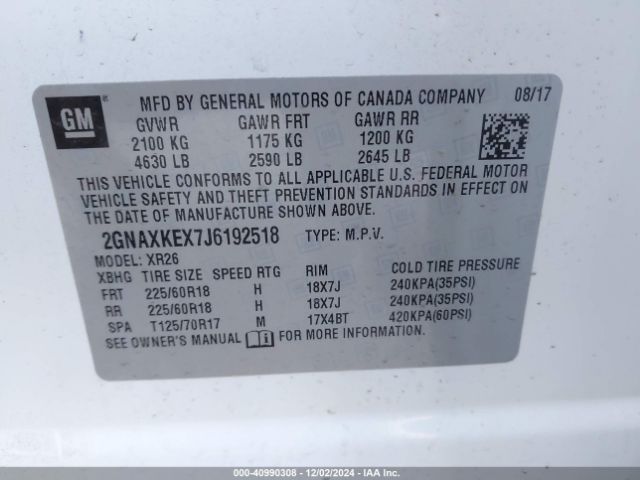 GM
MFD BY GENERAL MOTORS OF CANADA COMPANY 08/17
GVWR GAWR FRT GAWR RR
2100 KG 1175 KG 1200 KG
4630 LB 2590 LB 2645 LB
THIS VEHICLE CONFORMS TO ALL APPLICABLE U.S. FEDERAL MOTOR
VEHICLE SAFETY AND THEFT PREVENTION STANDARDS IN EFFECT ON
THE DATE OF MANUFACTURE SHOWN ABOVE.
2GNAXKEX7J6192518 TYPE: M.P.V.
MODEL: XR26
XBHG TIRE SIZE SPEED RTG RIM COLD TIRE PRESSURE
FRT 225/60R18 H 18X7J 240KPA(35PSI)
RR 225/60R18 H 18X7J 240KPA(35PSI)
SPA T125/70R17 M 17X4BT 420KPA(60PSI)
SEE OWNER'S MANUAL FOR MORE INFORMATION.
000-40990308 - 12/02/2024 - IAA Inc.